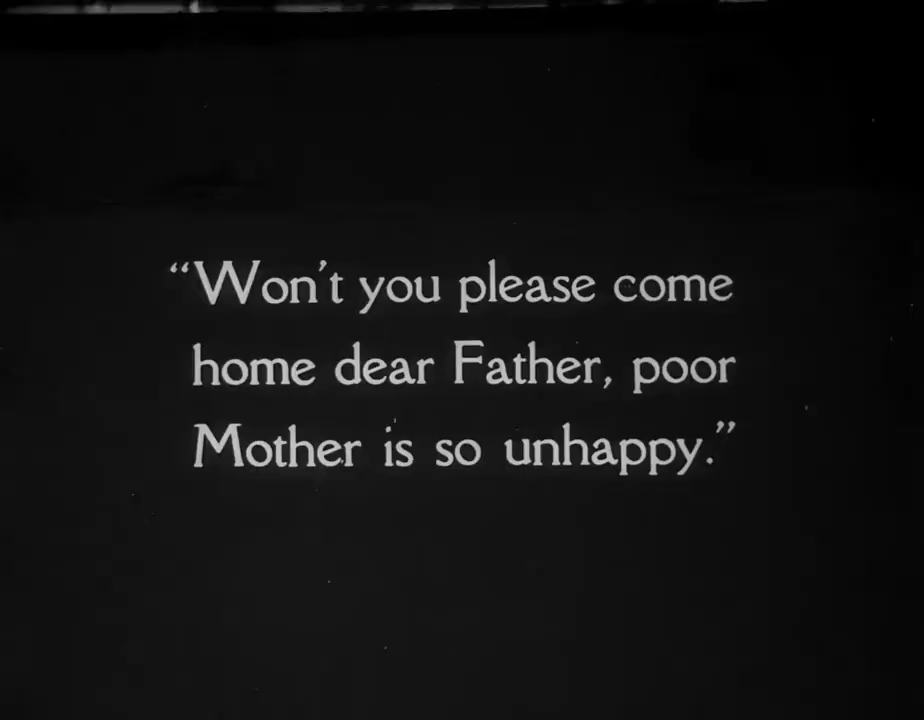 “Won't you please come
home dear Father, poor
Mother is so unhappy.”